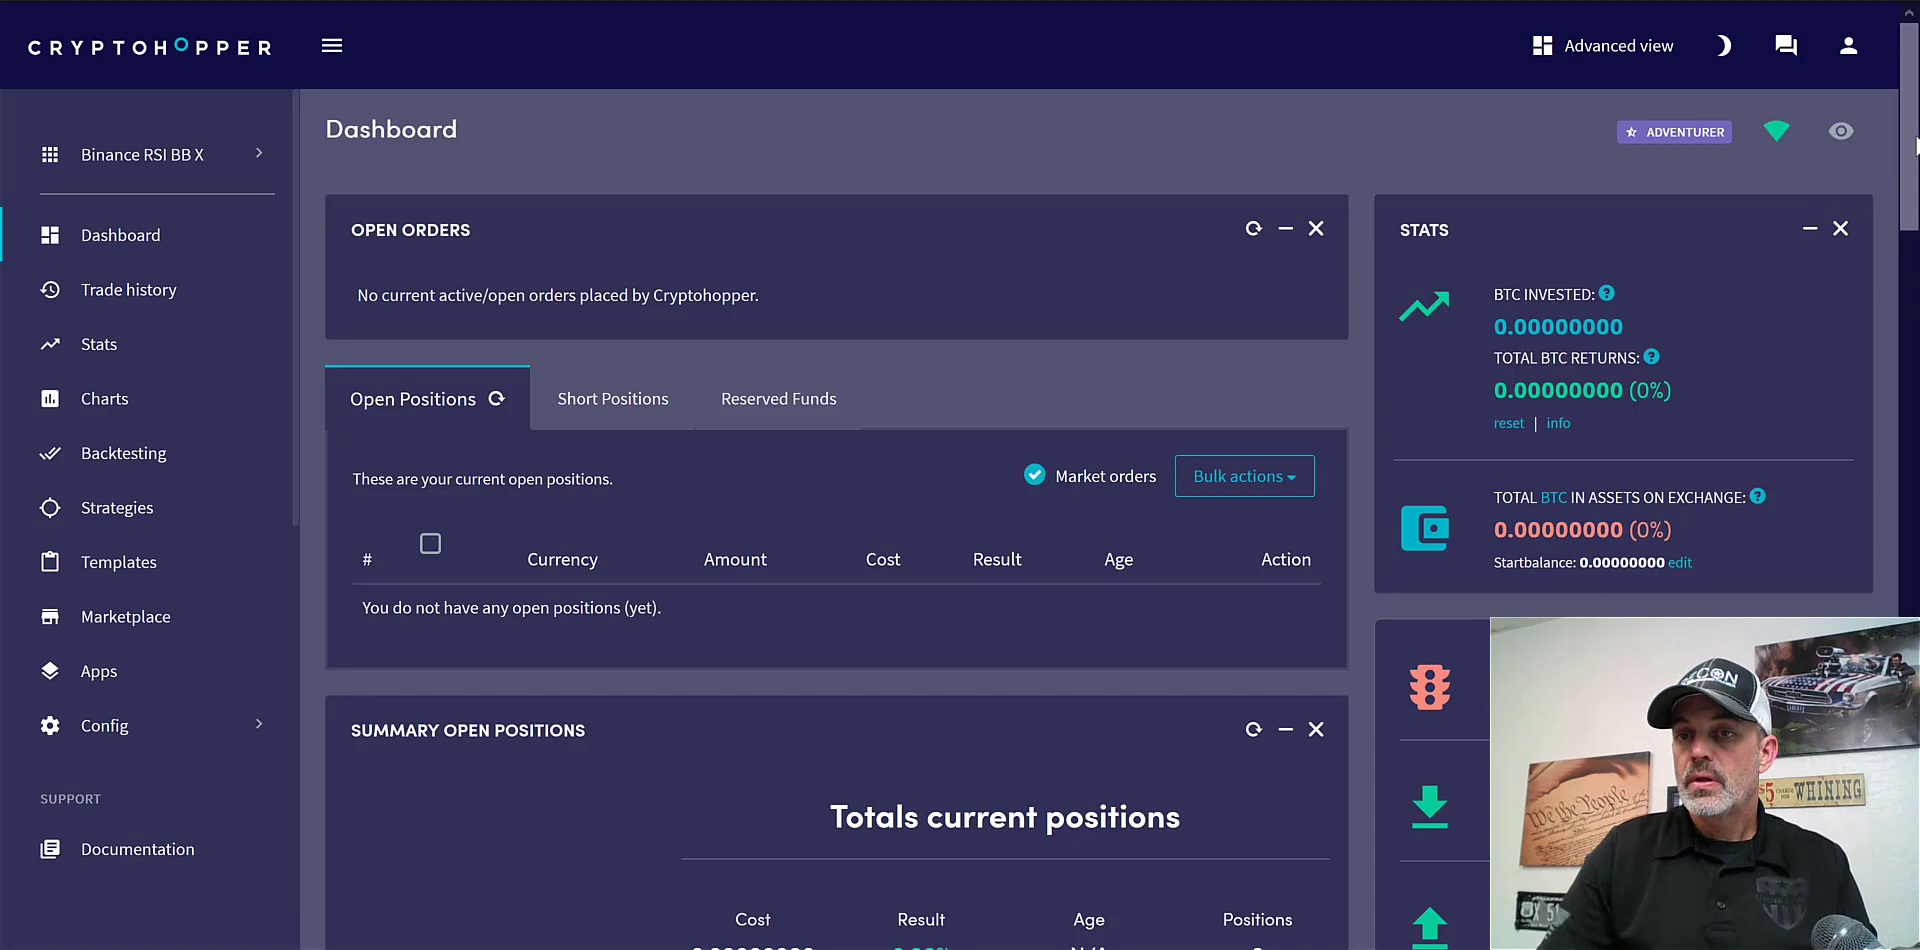 CRYPTOHOPPER
Advanced view
Binance RSI BB X
Dashboard
Trade history
Stats
Charts
Backtesting
Strategies
Templates
Marketplace
Apps
Config
SUPPORT
Documentation
Dashboard
ADVENTURER
OPEN ORDERS
No current active/open orders placed by Cryptohopper.
Open Positions
Short Positions
Reserved Funds
These are your current open positions.
Market orders
Bulk actions
# Currency Amount Cost Result Age Action
You do not have any open positions (yet).
SUMMARY OPEN POSITIONS
Totals current positions
Cost Result Age Positions
STATS
BTC INVESTED:
0.00000000
TOTAL BTC RETURNS:
0.00000000 (0%)
reset | info
TOTAL BTC IN ASSETS ON EXCHANGE:
0.00000000 (0%)
Startbalance: 0.00000000 edit
We the People
$5
WHINING